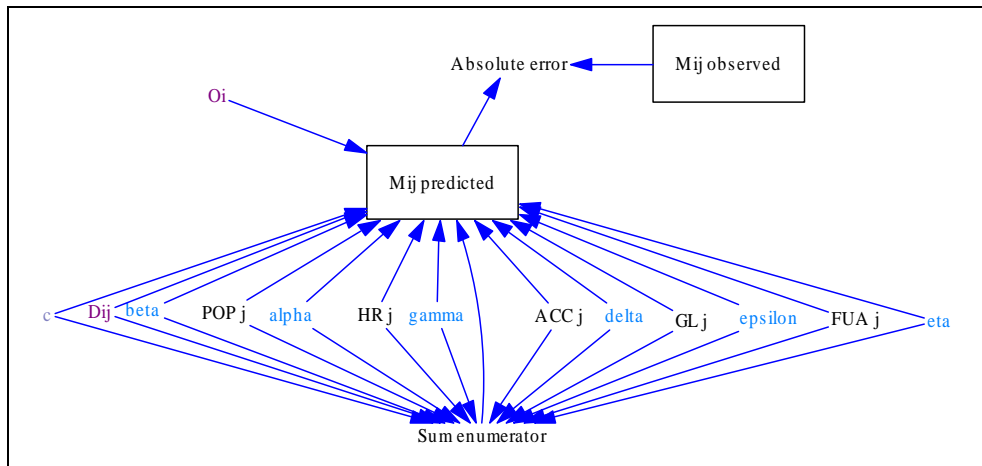 Absolute error
Mij observed
Oi
Mij predicted
c
Dij
beta
POP j
alpha
HR j
gamma
ACC j
delta
GL j
epsilon
FUA j
eta
Sum enumerator